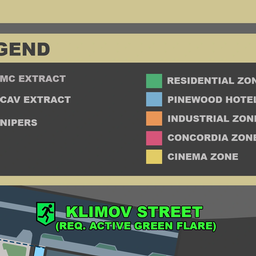 GEND
MC EXTRACT
CAV EXTRACT
NIPERS
RESIDENTIAL ZON
PINEWOOD HOTEL
INDUSTRIAL ZONE
CONCORDIA ZONE
CINEMA ZONE
KLIMOV STREET
(REQ. ACTIVE GREEN FLARE)